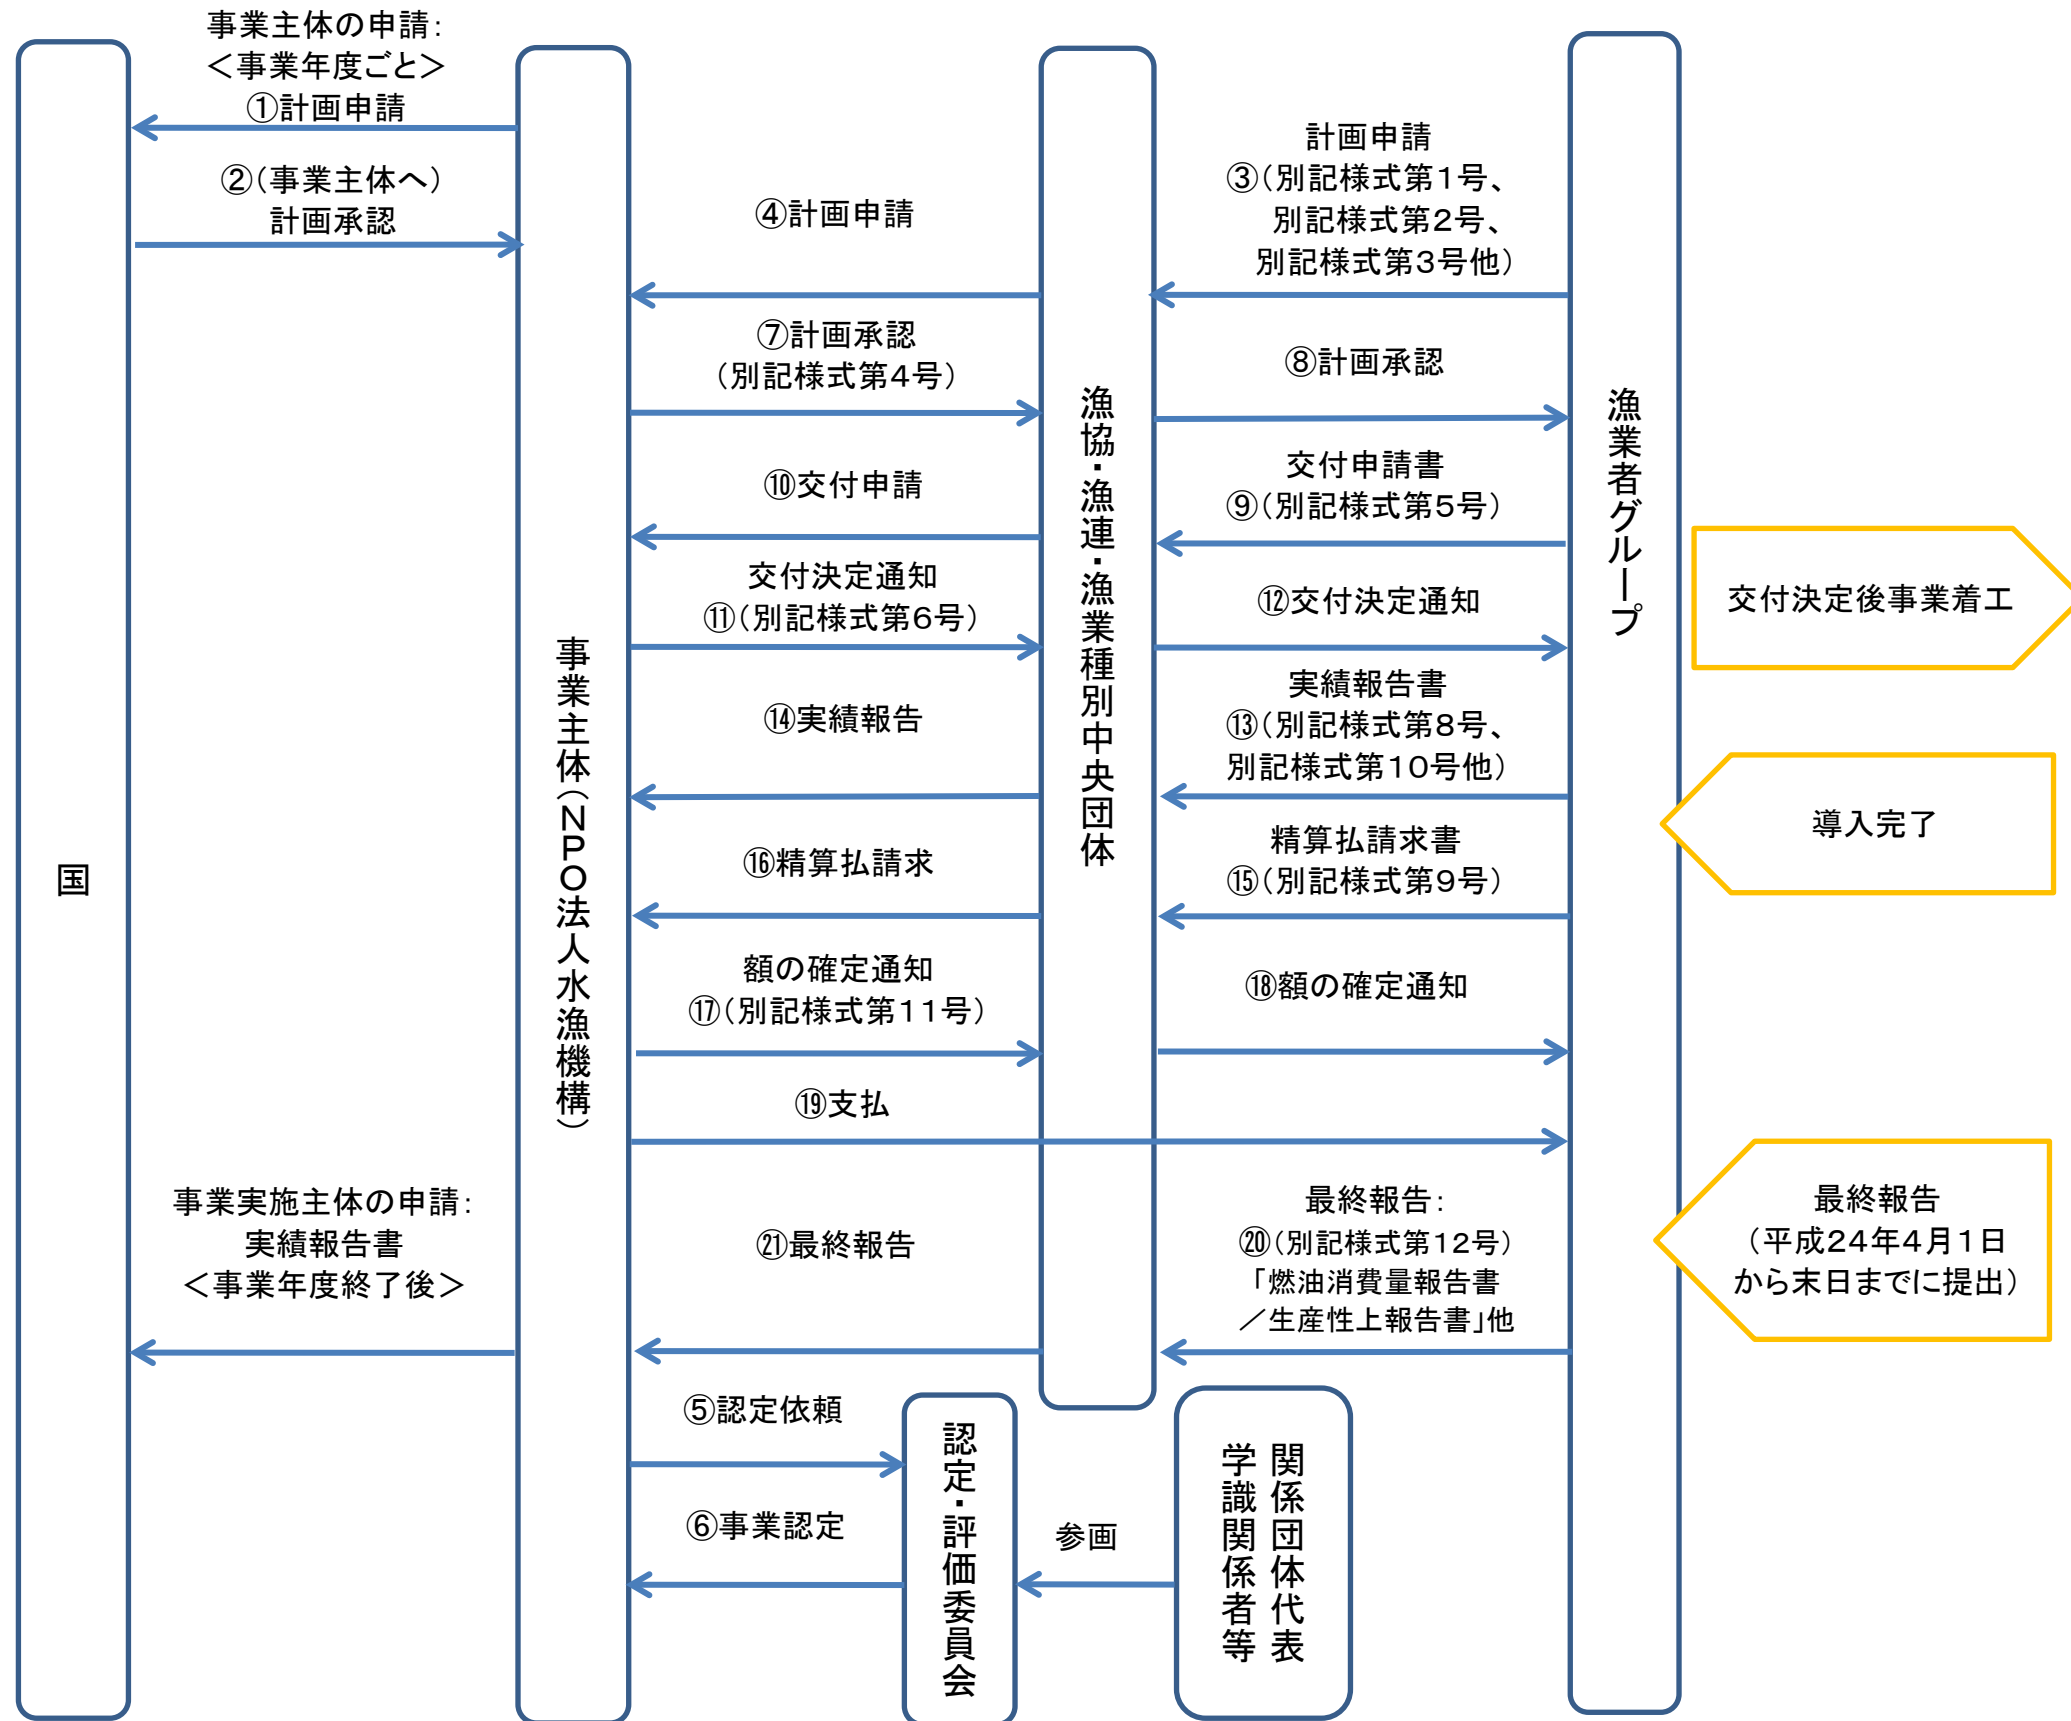 事業主体の申請：
＜事業年度ごと＞
①計画申請
②（事業主体へ）
計画承認
計画申請
③（別記様式第１号、
別記様式第２号、
別記様式第３号他）
④計画申請
⑦計画承認
（別記様式第４号）
⑧計画承認
交付申請書
⑨（別記様式第５号）
⑩交付申請
交付決定通知
⑪（別記様式第６号）
⑫交付決定通知
交付決定後事業着工
実績報告書
⑬（別記様式第８号、
別記様式第１０号他）
⑭実績報告
導入完了
精算払請求書
⑮（別記様式第９号）
⑯精算払請求
額の確定通知
⑰（別記様式第１１号）
⑱額の確定通知
⑲支払
最終報告：
⑳（別記様式第１２号）
「燃油消費量報告書
／生産性上報告書」他
㉑最終報告
最終報告
（平成２４年４月１日
から末日までに提出）
事業実施主体の申請：
実績報告書
＜事業年度終了後＞
⑤認定依頼
⑥事業認定
参画
国
事業主体（ＮＰＯ法人水漁機構）
漁協・漁連・漁業種別中央団体
漁業者グループ
認定・評価委員会
関係団体代表
学識関係者等